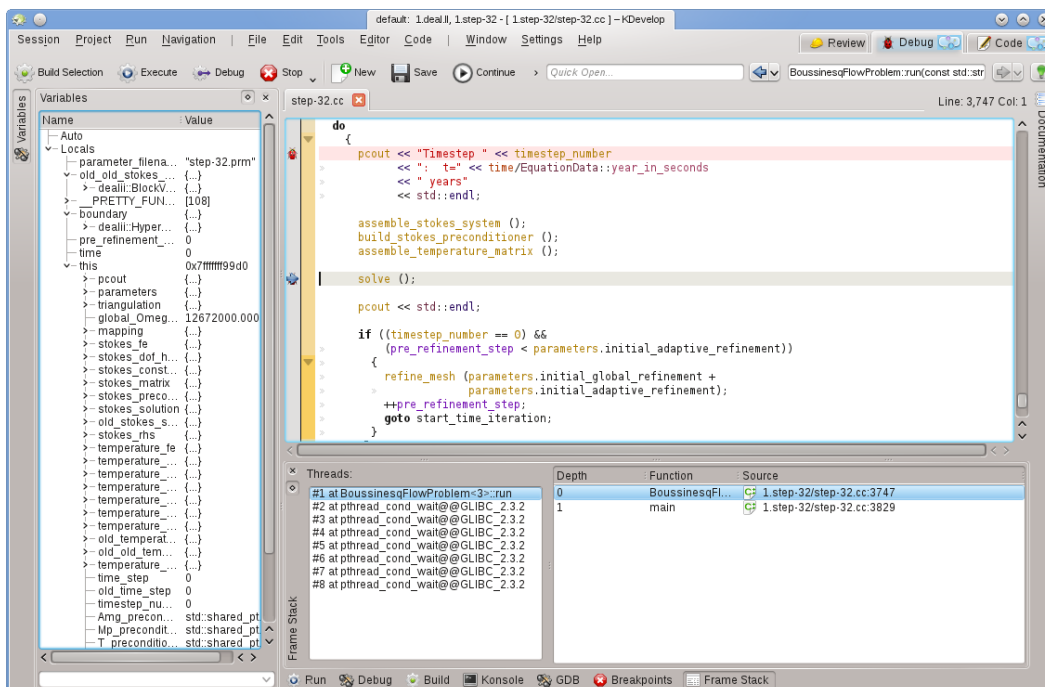 default: 1.deal.II, 1.step-32 - [ 1.step-32/step-32.cc ] – KDevelop
Session Project Run Navigation | File Edit Tools Editor Code | Window Settings Help
Review Debug Code
Build Selection Execute Debug Stop New Save Continue Quick Open... BoussinesqFlowProblem::run(const std::str
Variables
Variables
Name Value
Auto
Locals
parameter_filena... "step-32.prm"
old_old_stokes_... {...}
dealii::BlockV... {...}
__PRETTY_FUN... [108]
boundary {...}
dealii::Hyper... {...}
pre_refinement_... 0
time 0
this 0x7fffffff99d0
pcout {...}
parameters {...}
triangulation {...}
global_Omeg... 12672000.000
mapping {...}
stokes_fe {...}
stokes_dof_h... {...}
stokes_const... {...}
stokes_matrix {...}
stokes_preco... {...}
stokes_solution {...}
old_stokes_s... {...}
stokes_rhs {...}
temperature_fe {...}
temperature_... {...}
temperature_... {...}
temperature_... {...}
temperature_... {...}
temperature_... {...}
temperature_... {...}
old_temperat... {...}
old_old_tem... {...}
temperature_... {...}
time_step 0
old_time_step 0
timestep_nu... 0
Amg_precon... std::shared_pt
Mp_precondit... std::shared_pt
T_preconditio... std::shared_pt
step-32.cc
Line: 3,747 Col: 1
Documentation
do
{
pcout << "Timestep " << timestep_number
<< ":  t=" << time/EquationData::year_in_seconds
<< " years"
<< std::endl;
assemble_stokes_system ();
build_stokes_preconditioner ();
assemble_temperature_matrix ();
solve ();
pcout << std::endl;
if ((timestep_number == 0) &&
(pre_refinement_step < parameters.initial_adaptive_refinement))
{
refine_mesh (parameters.initial_global_refinement +
parameters.initial_adaptive_refinement);
++pre_refinement_step;
goto start_time_iteration;
}
Frame Stack
Threads:
#1 at BoussinesqFlowProblem<3>::run
#2 at pthread_cond_wait@@GLIBC_2.3.2
#3 at pthread_cond_wait@@GLIBC_2.3.2
#4 at pthread_cond_wait@@GLIBC_2.3.2
#5 at pthread_cond_wait@@GLIBC_2.3.2
#6 at pthread_cond_wait@@GLIBC_2.3.2
#7 at pthread_cond_wait@@GLIBC_2.3.2
#8 at pthread_cond_wait@@GLIBC_2.3.2
Depth Function Source
0 BoussinesqFl... 1.step-32/step-32.cc:3747
1 main 1.step-32/step-32.cc:3829
Run Debug Build Konsole GDB Breakpoints Frame Stack